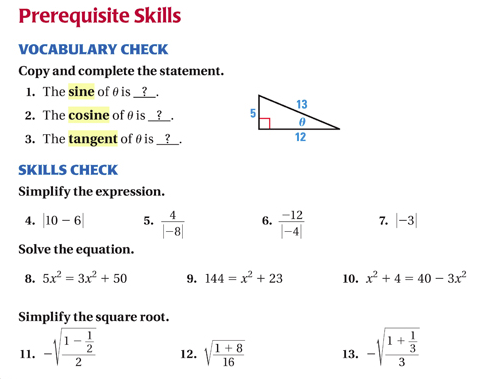 Prerequisite Skills
VOCABULARY CHECK
Copy and complete the statement.
1. The sine of θ is ? .
2. The cosine of θ is ? .
3. The tangent of θ is ? .
5
13
θ
12
SKILLS CHECK
Simplify the expression.
4. |10 − 6| 5. 4/|−8| 6. −12/|−4| 7. |−3|
Solve the equation.
8. 5x² = 3x² + 50 9. 144 = x² + 23 10. x² + 4 = 40 − 3x²
Simplify the square root.
11. −√((1 − 1/2)/2) 12. √((1 + 8)/16) 13. −√((1 + 1/3)/3)